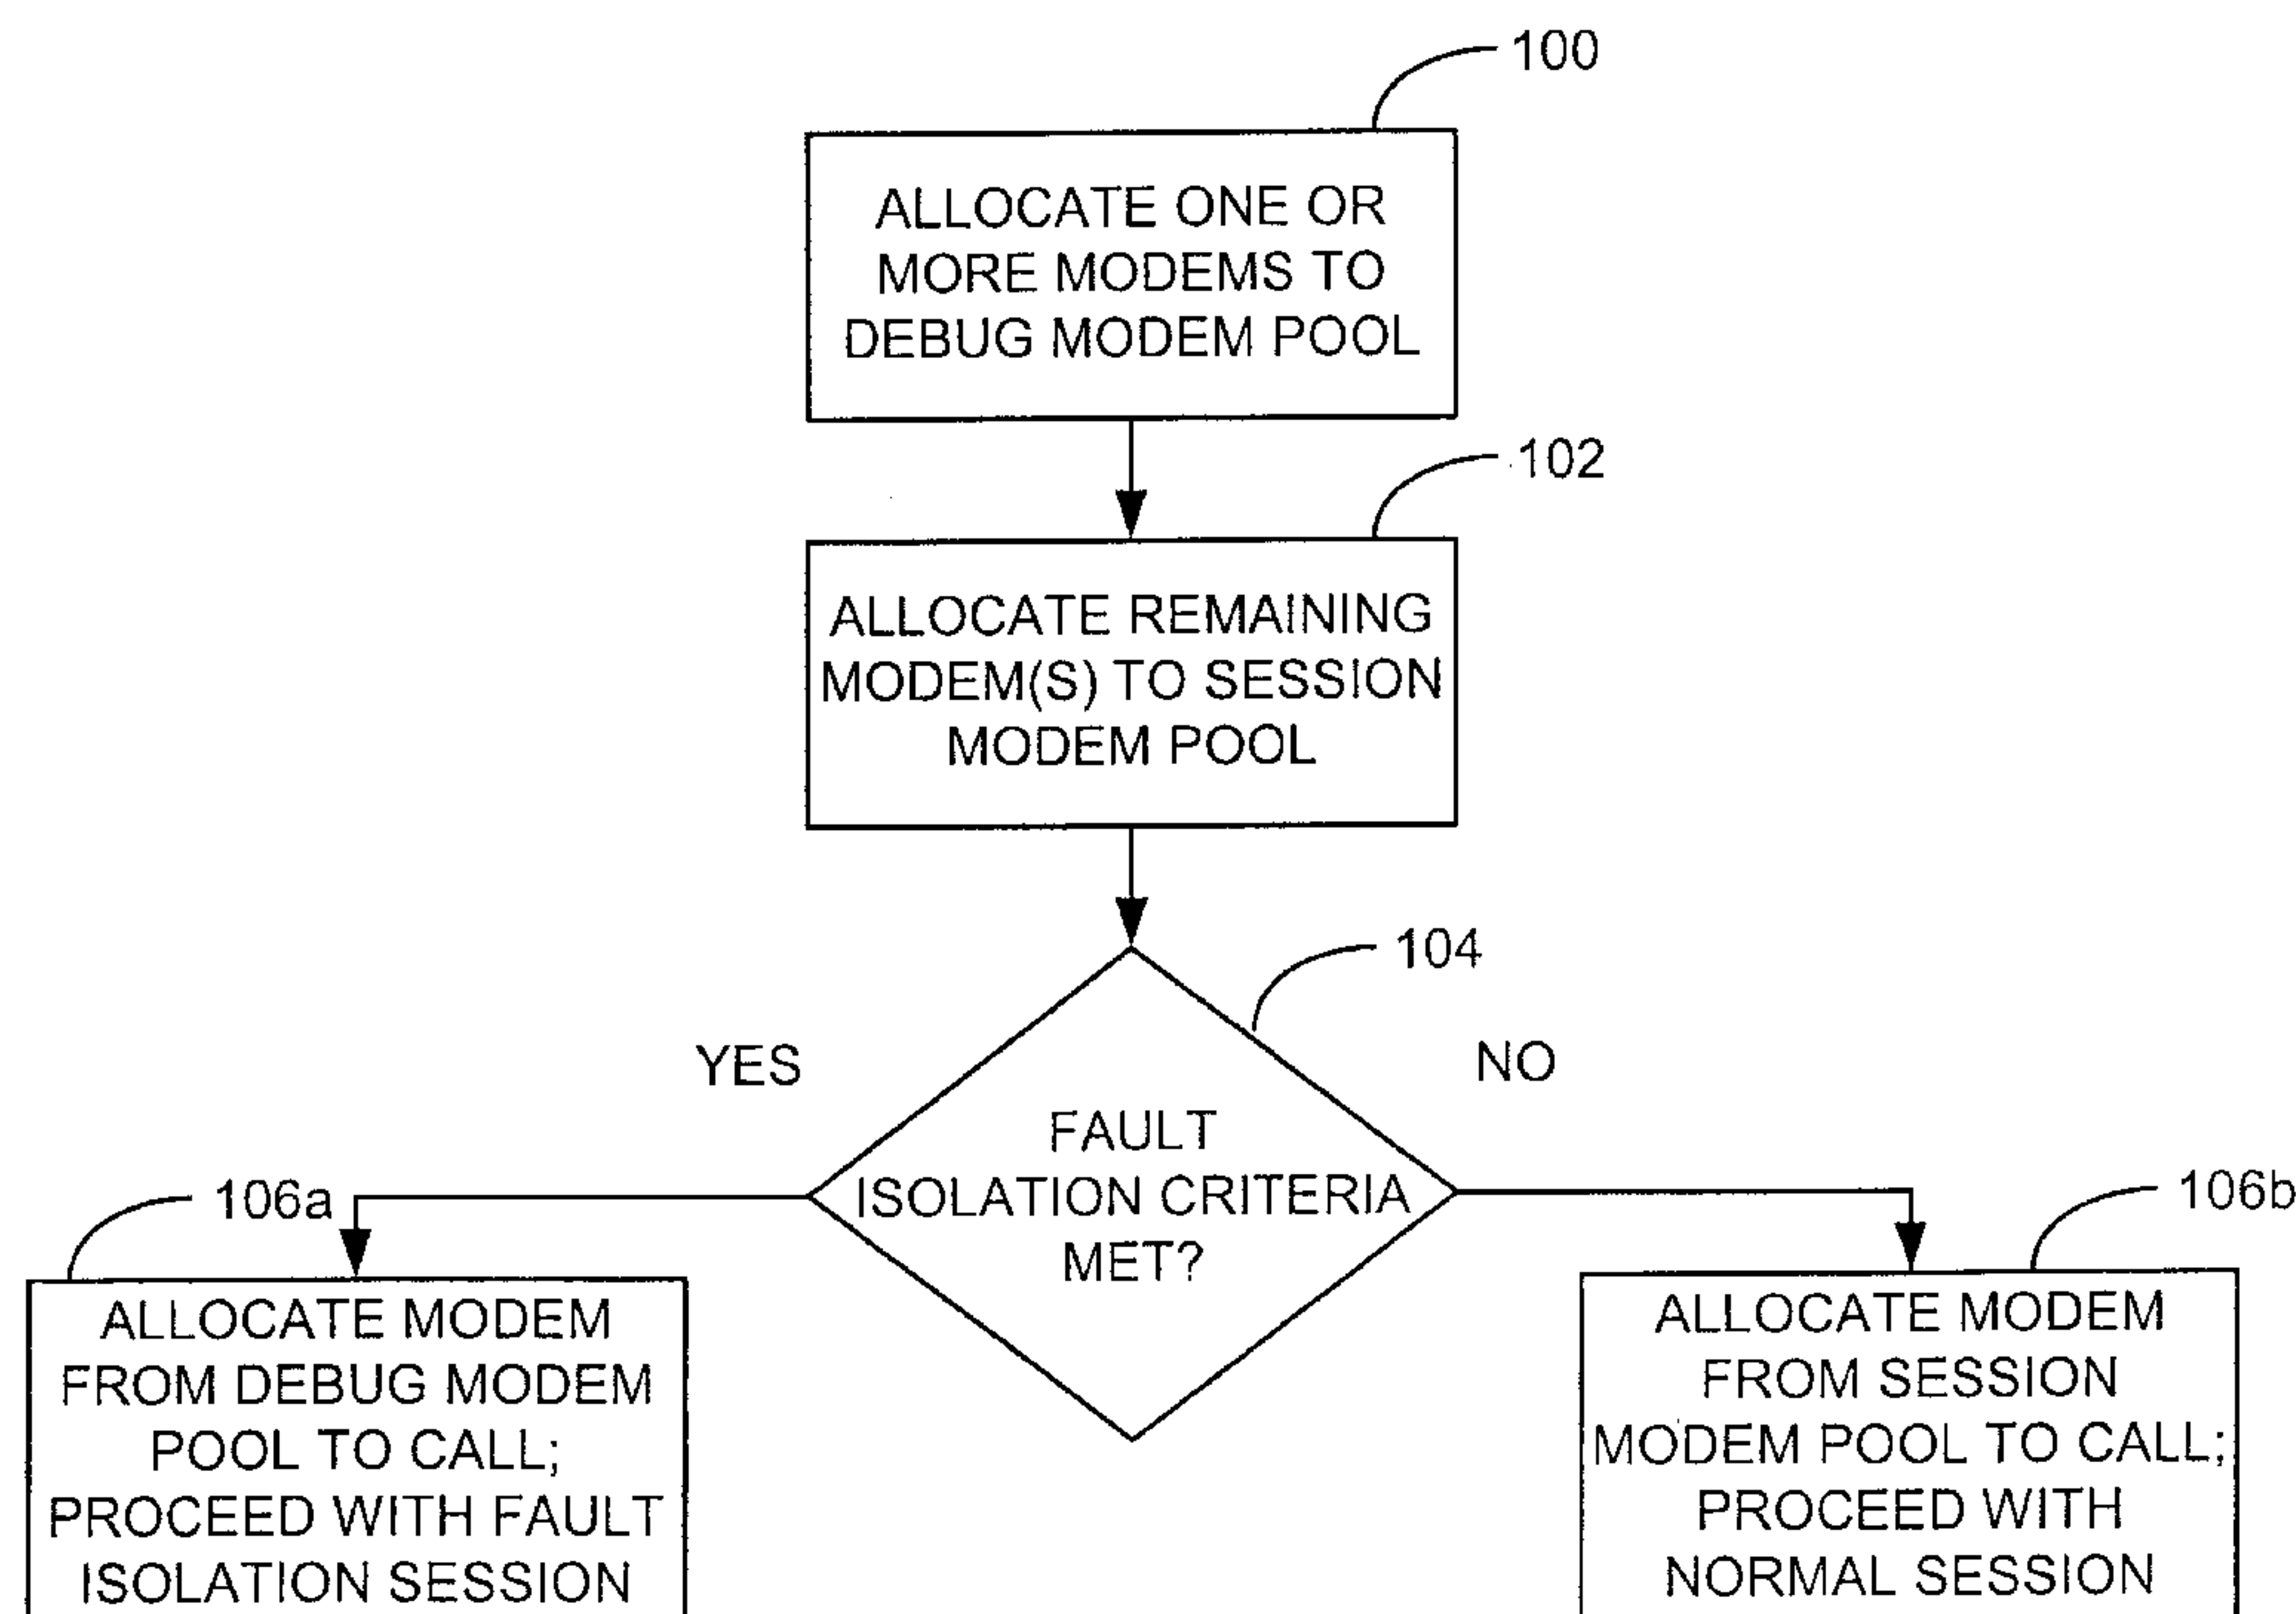 100
ALLOCATE ONE OR
MORE MODEMS TO
DEBUG MODEM POOL
102
ALLOCATE REMAINING
MODEM(S) TO SESSION
MODEM POOL
104
YES
NO
FAULT
ISOLATION CRITERIA
MET?
106a
ALLOCATE MODEM
FROM DEBUG MODEM
POOL TO CALL;
PROCEED WITH FAULT
ISOLATION SESSION
106b
ALLOCATE MODEM
FROM SESSION
MODEM POOL TO CALL;
PROCEED WITH
NORMAL SESSION